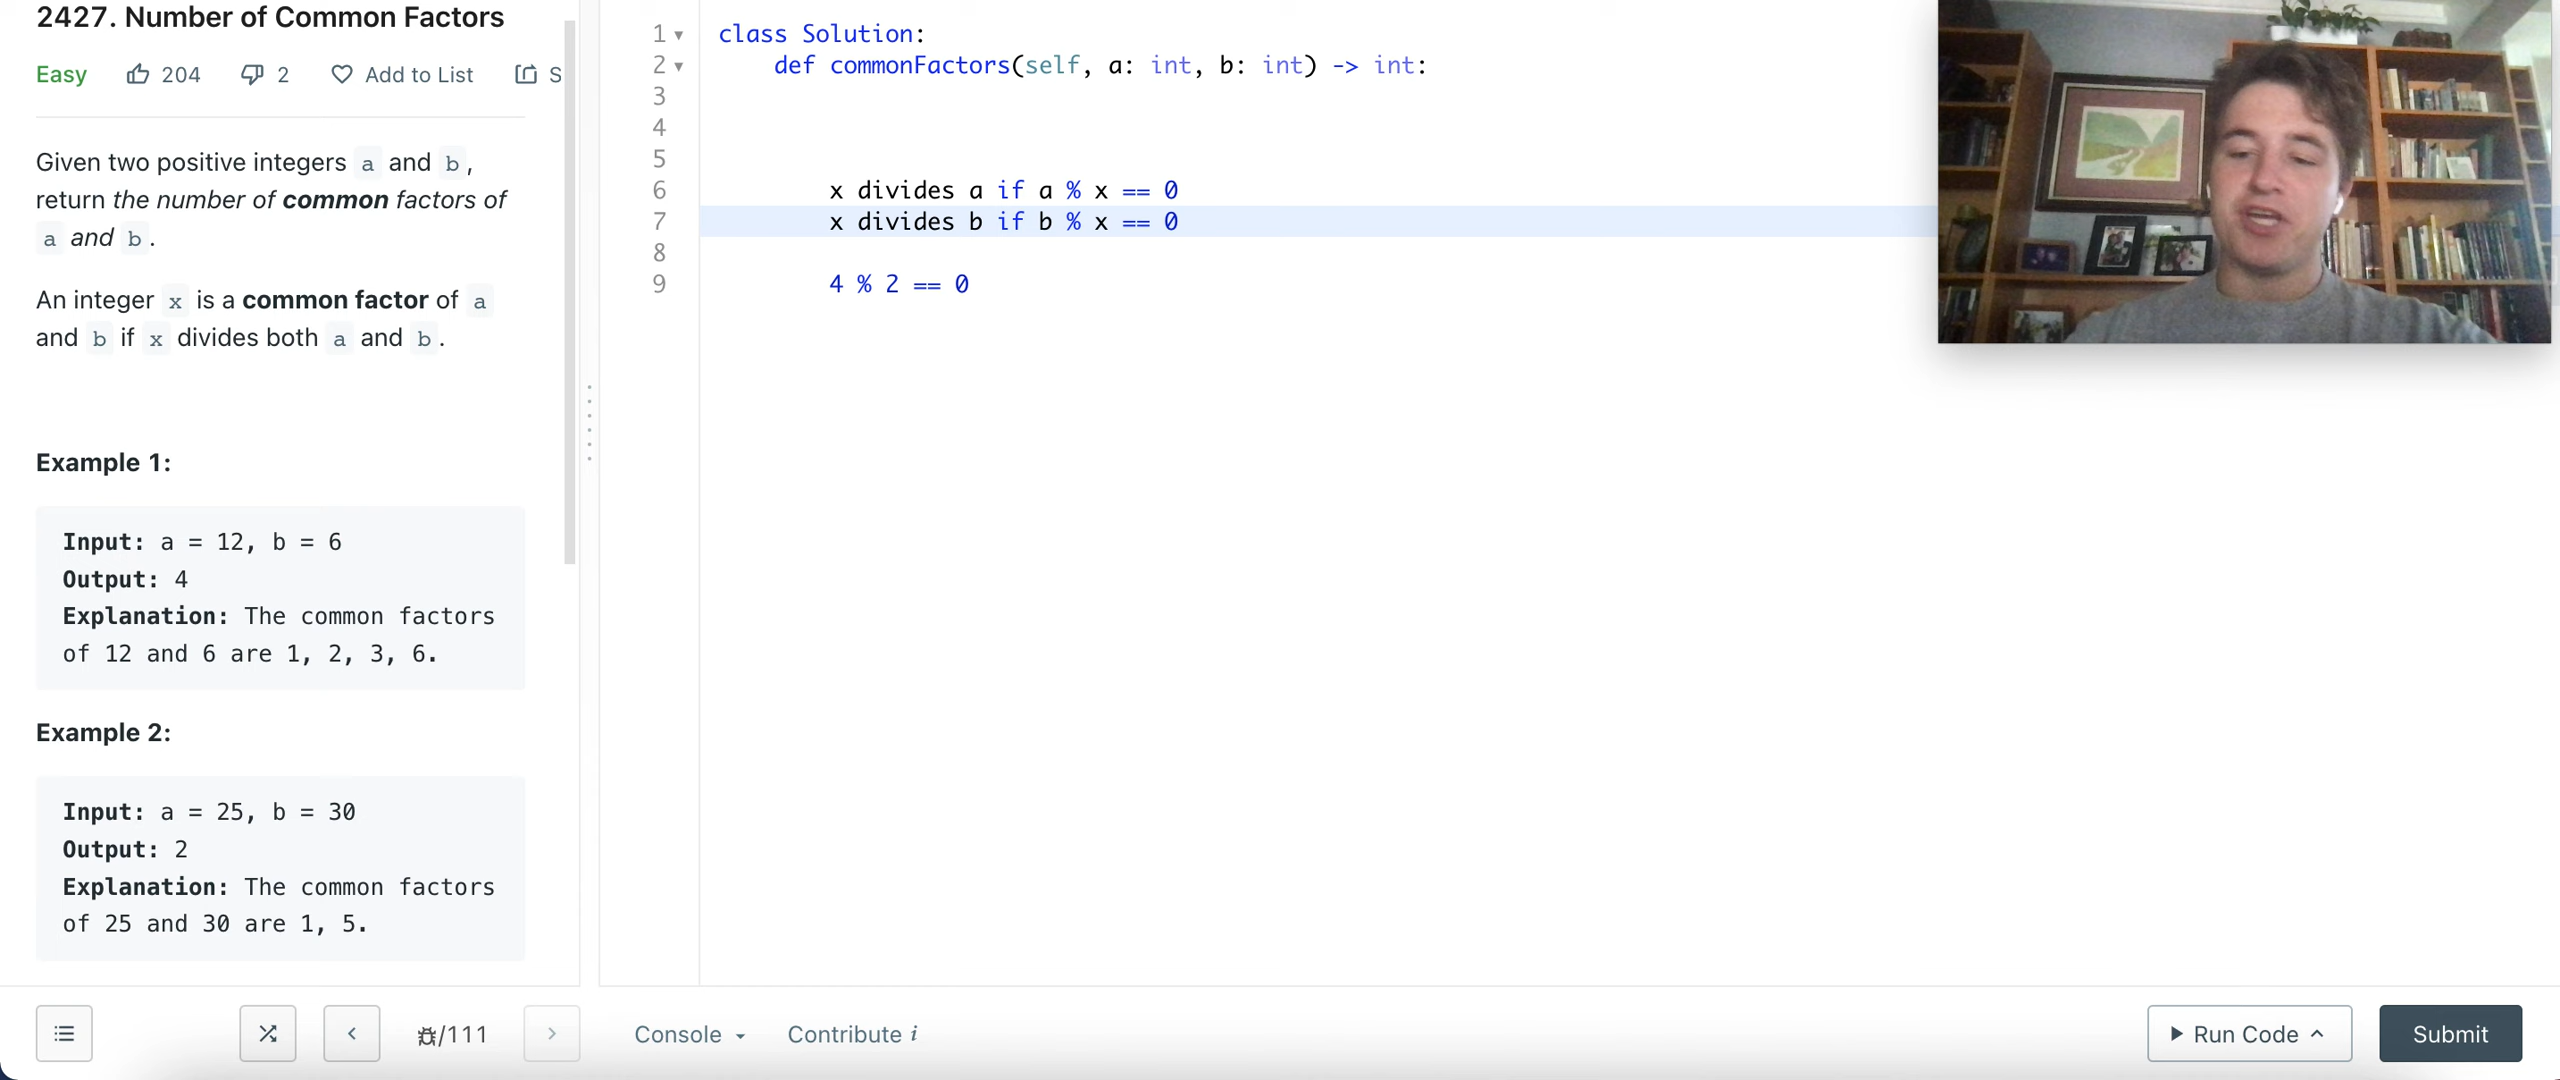 2427. Number of Common Factors
Easy 204 2 Add to List S
Given two positive integers a and b,
return the number of common factors of
a and b.
An integer x is a common factor of a
and b if x divides both a and b.
Example 1:
Input: a = 12, b = 6
Output: 4
Explanation: The common factors
of 12 and 6 are 1, 2, 3, 6.
Example 2:
Input: a = 25, b = 30
Output: 2
Explanation: The common factors
of 25 and 30 are 1, 5.
/111
1 class Solution:
2 def commonFactors(self, a: int, b: int) -> int:
3
4
5
6 x divides a if a % x == 0
7 x divides b if b % x == 0
8
9 4 % 2 == 0
Console Contribute i
Run Code Submit